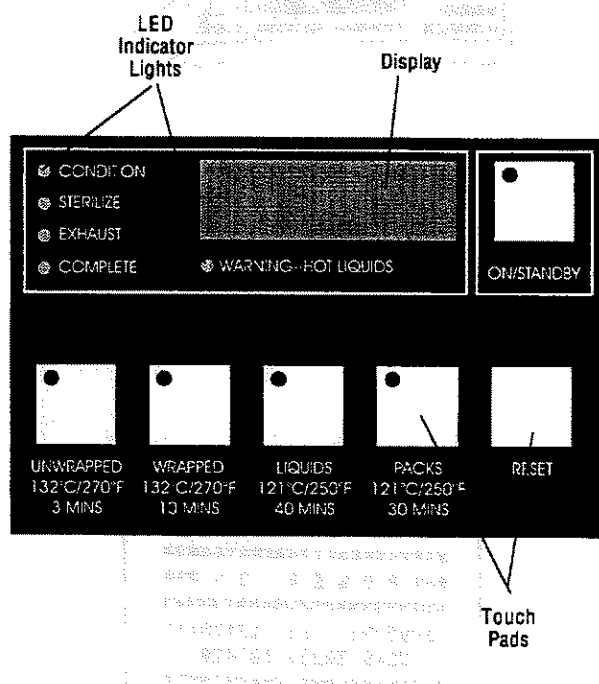 LED
Indicator
Lights
Display
CONDITION
STERILIZE
EXHAUST
COMPLETE
WARNING--HOT LIQUIDS
ON/STANDBY
UNWRAPPED
132°C/270°F
3 MINS
WRAPPED
132°C/270°F
10 MINS
LIQUIDS
121°C/250°F
40 MINS
PACKS
121°C/250°F
30 MINS
RESET
Touch
Pads